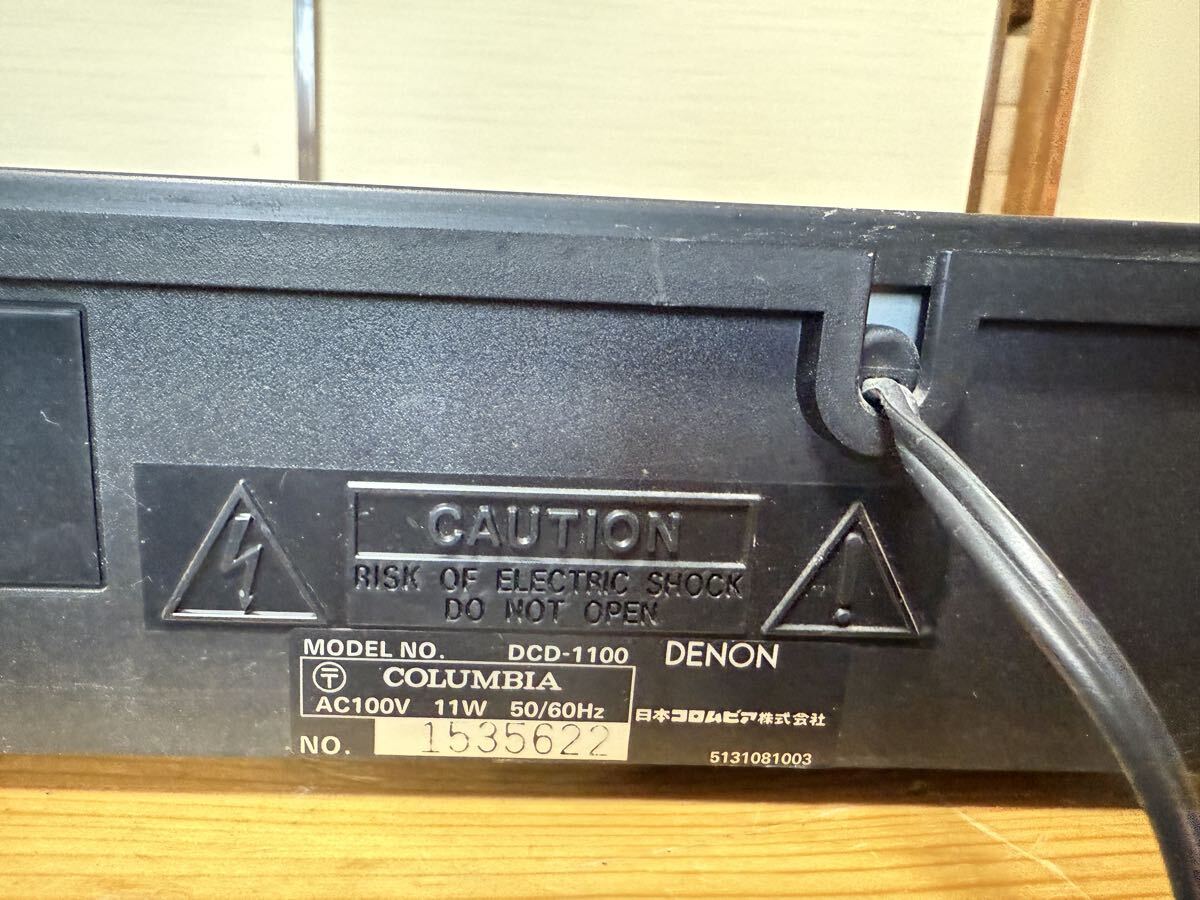 CAUTION
RISK OF ELECTRIC SHOCK
DO NOT OPEN
MODEL NO. DCD-1100 DENON
COLUMBIA
AC100V 11W 50/60Hz
日本コロムビア株式会社
NO. 1535622
5131081003